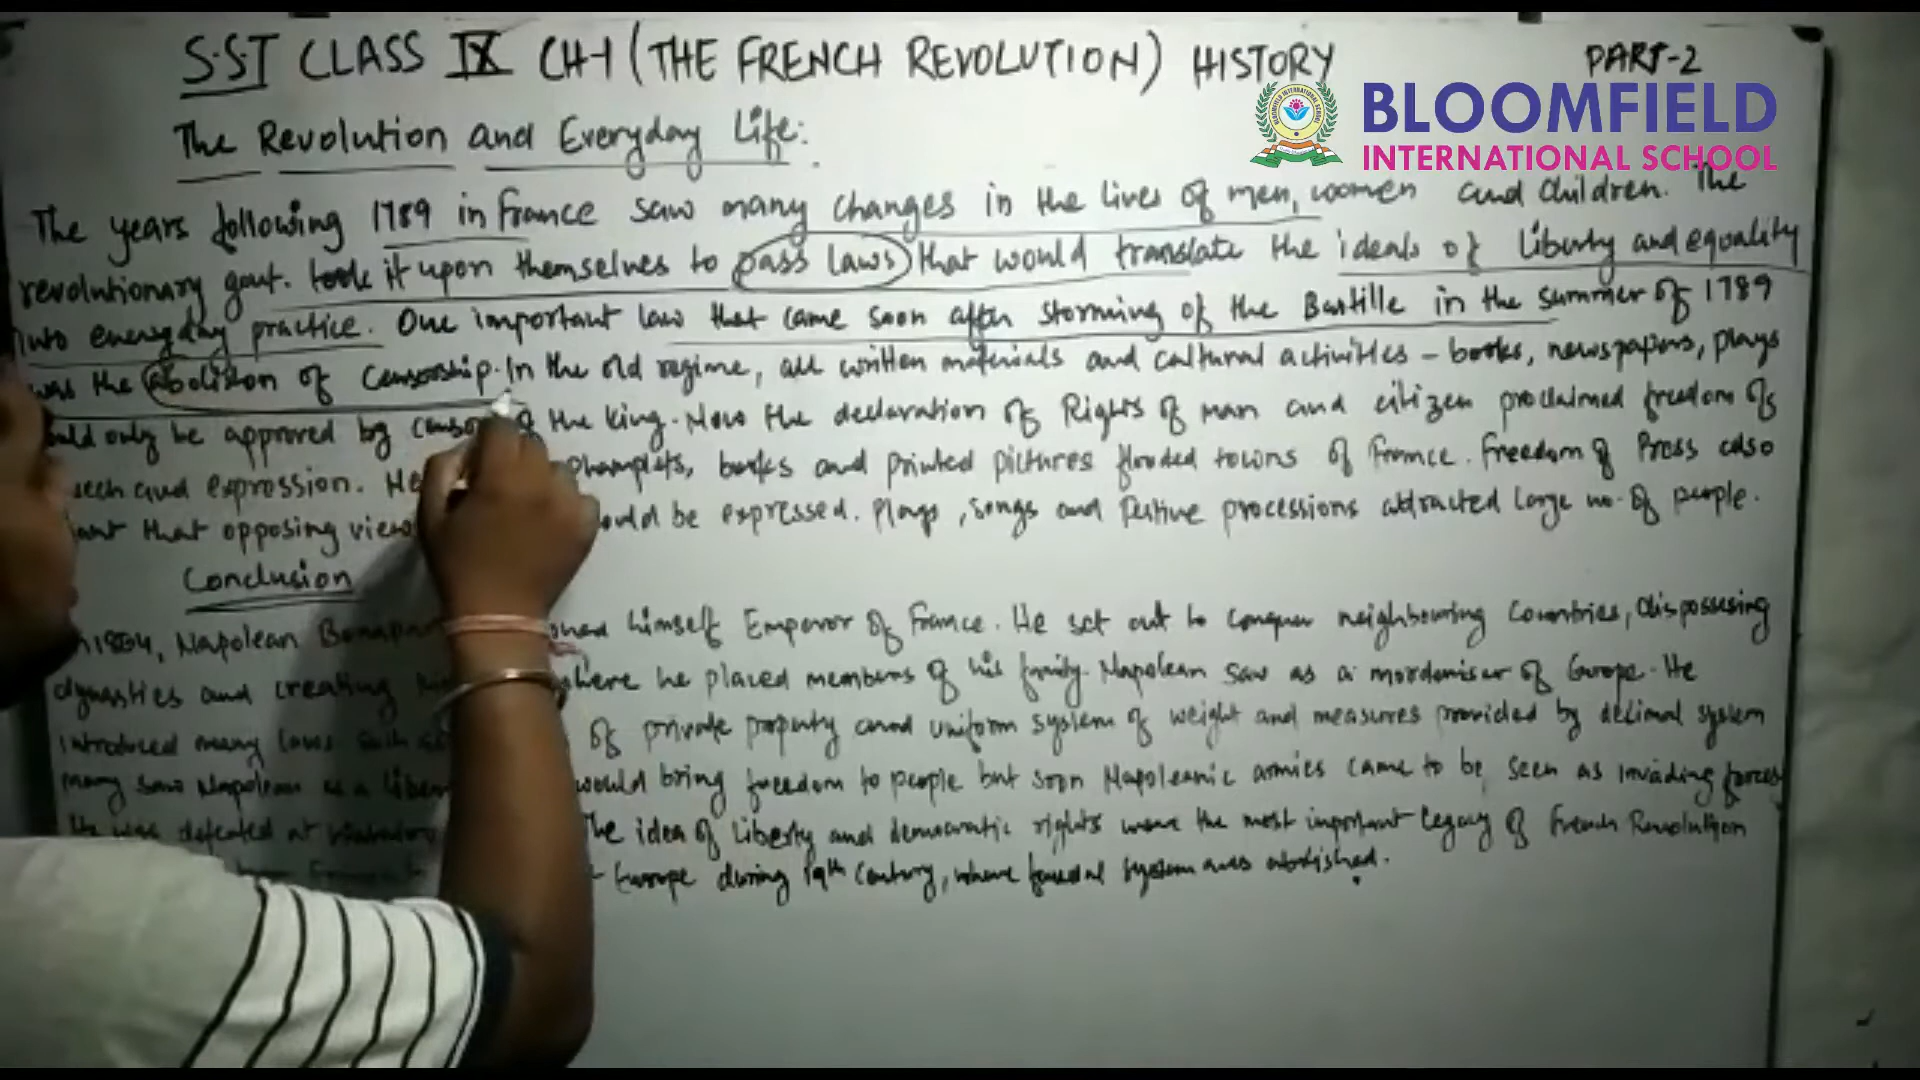 S.S.T CLASS IX CH-1 (THE FRENCH REVOLUTION) HISTORY PART-2
BLOOMFIELD
INTERNATIONAL SCHOOL
The Revolution and Everyday Life:
The years following 1789 in France saw many changes in the lives of men, women and children. The
revolutionary govt. took it upon themselves to pass laws that would translate the ideals of liberty and equality
into everyday practice. One important law that came soon after storming of the Bastille in the summer of 1789
was the abolition of censorship. In the old regime, all written materials and cultural activities - books, newspapers, plays
only be approved by the king. Now the declaration of Rights of man and citizen proclaimed freedom of
and expression. books and printed pictures flooded towns of France. Freedom of Press also
that opposing be expressed. Plays, songs and festive processions attracted large no. of people.
Conclusion
1804, Napolean himself Emperor of France. He set out to conquer neighbouring countries, dispossesing
dynasties and creating where he placed members of his family. Napolean saw as a mordeniser of Europe. He
introduced many laws such as of private property and uniform system of weight and measures provided by decimal system
many saw Napolean as a would bring freedom to people but soon Napoleanic armies came to be seen as invading forces
He was defeated at The idea of liberty and democratic rights were the most important legacy of French Revolution
Europe during 19th Century, where feudal system was abolished.